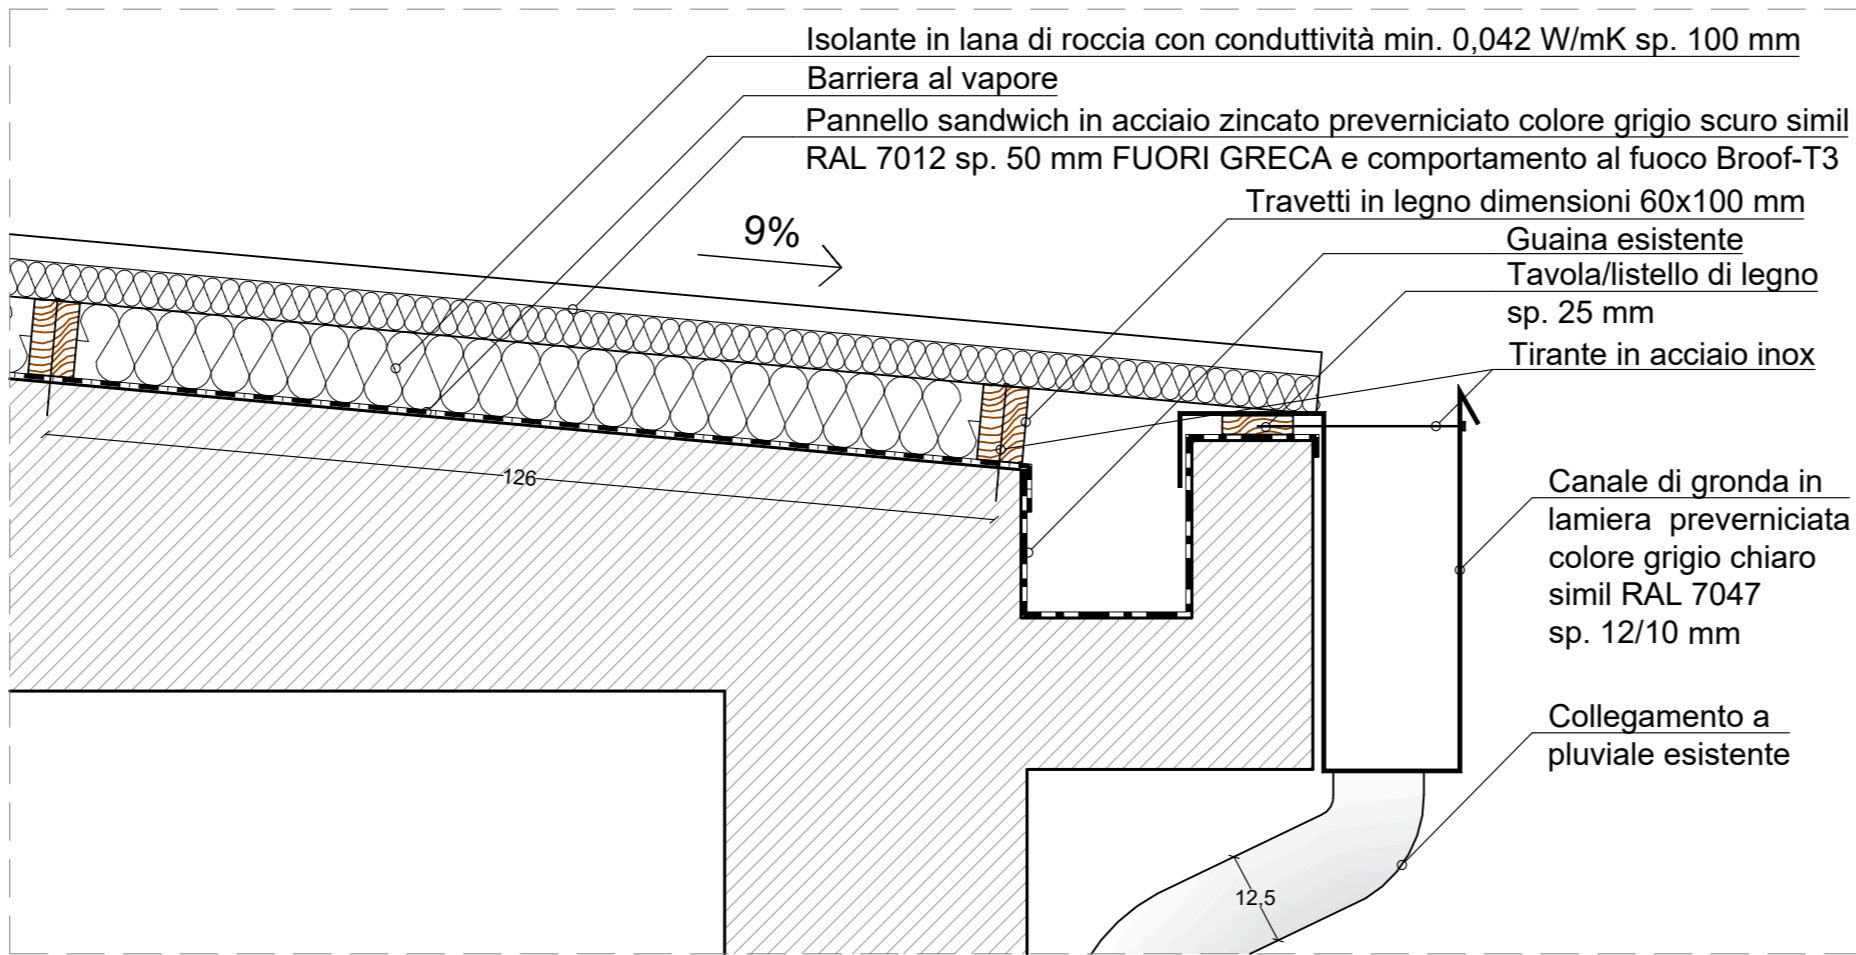 Isolante in lana di roccia con conduttività min. 0,042 W/mK sp. 100 mm
Barriera al vapore
Pannello sandwich in acciaio zincato preverniciato colore grigio scuro simil
RAL 7012 sp. 50 mm FUORI GRECA e comportamento al fuoco Broof-T3
Travetti in legno dimensioni 60x100 mm
9%
Guaina esistente
Tavola/listello di legno
sp. 25 mm
Tirante in acciaio inox
126
Canale di gronda in
lamiera preverniciata
colore grigio chiaro
simil RAL 7047
sp. 12/10 mm
Collegamento a
pluviale esistente
12,5